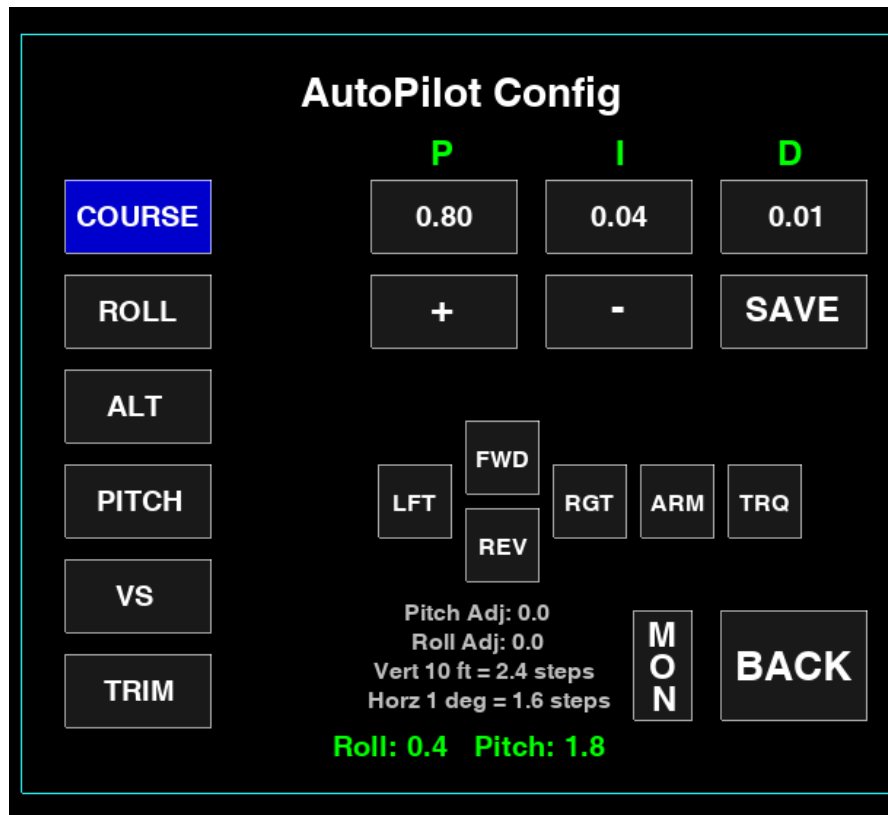 AutoPilot Config
P I D
COURSE 0.80 0.04 0.01
ROLL + - SAVE
ALT
FWD
PITCH LFT RGT ARM TRQ
REV
VS
Pitch Adj: 0.0
Roll Adj: 0.0
Vert 10 ft = 2.4 steps
Horz 1 deg = 1.6 steps
TRIM
MON
BACK
Roll: 0.4 Pitch: 1.8